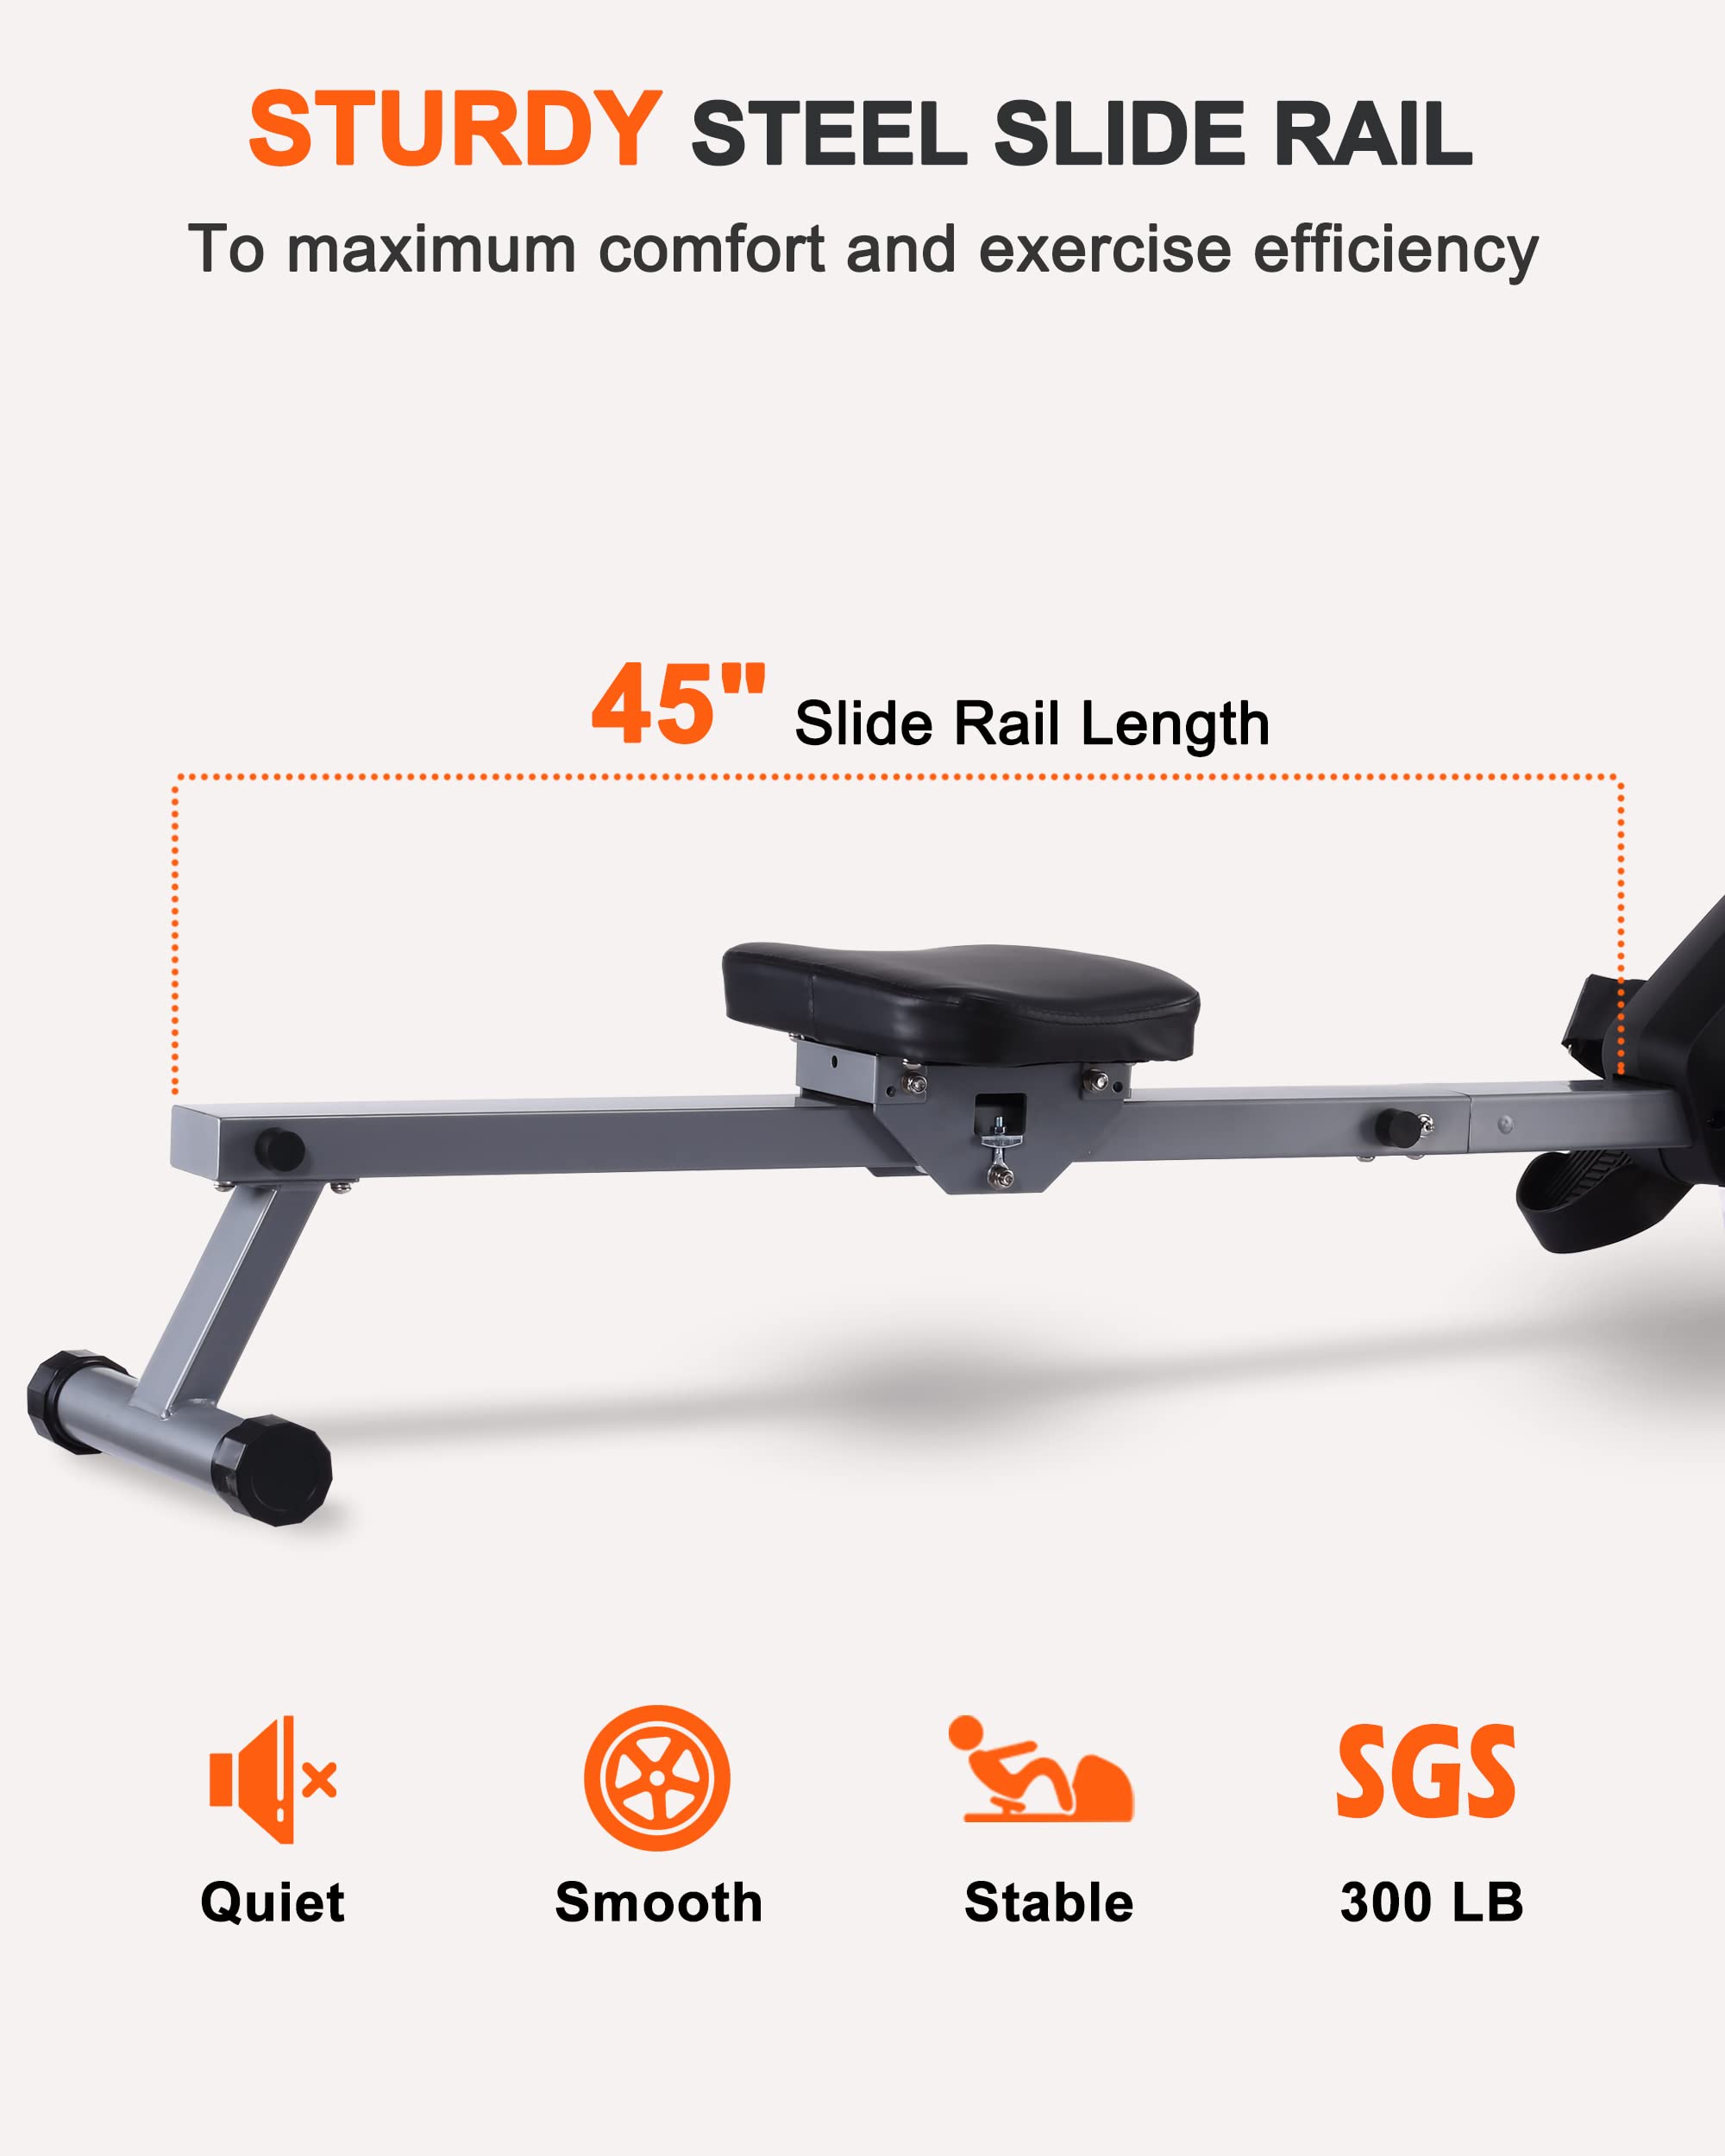 STURDY STEEL SLIDE RAIL
To maximum comfort and exercise efficiency
45" Slide Rail Length
SGS
Quiet
Smooth
Stable
300 LB